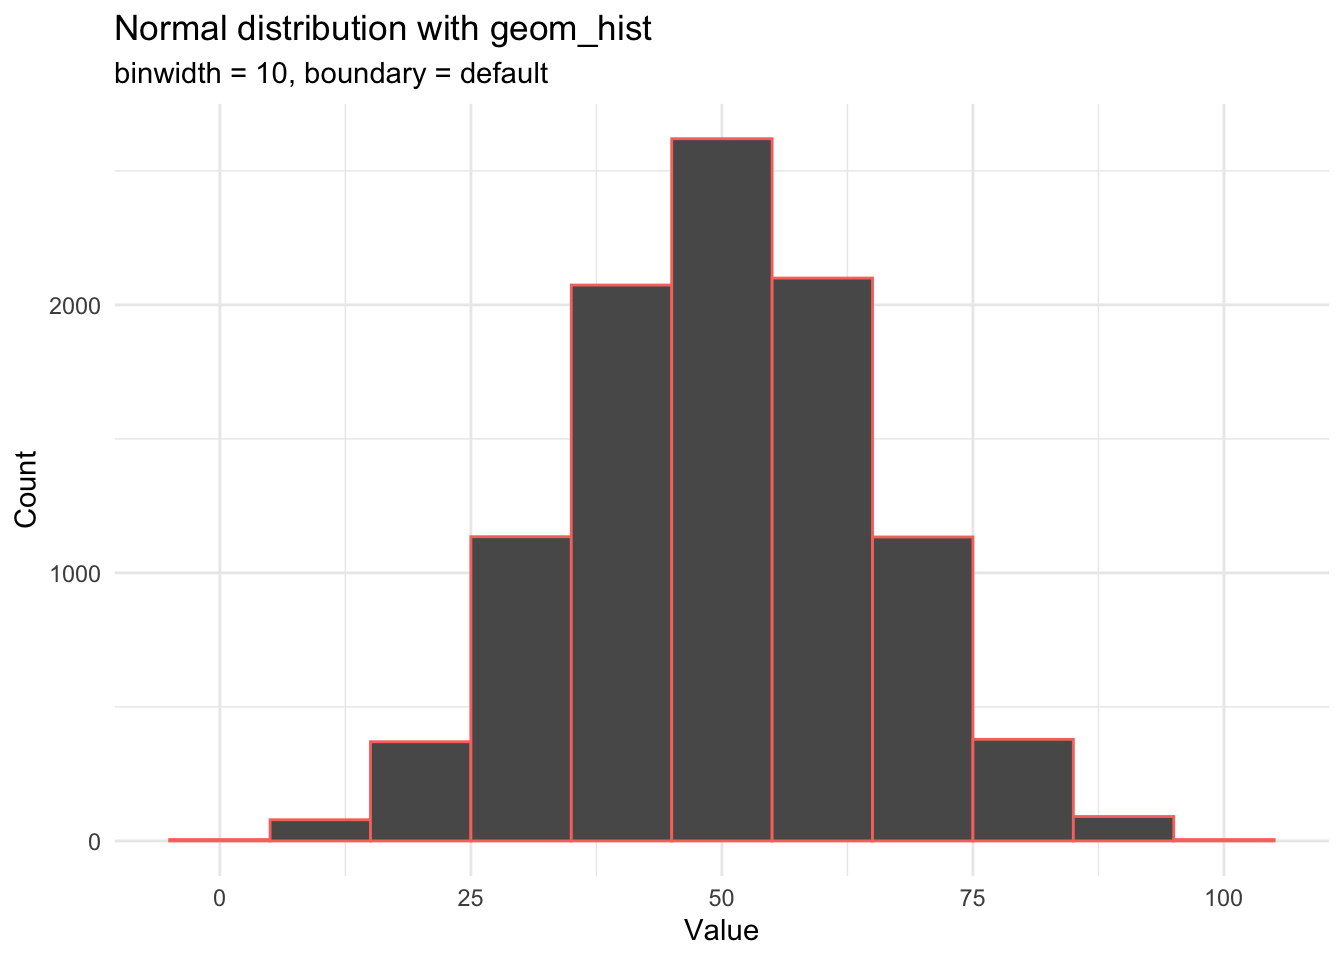 Normal distribution with geom_hist
binwidth = 10, boundary = default
2000
1000
0
Count
0 25 50 75 100
Value